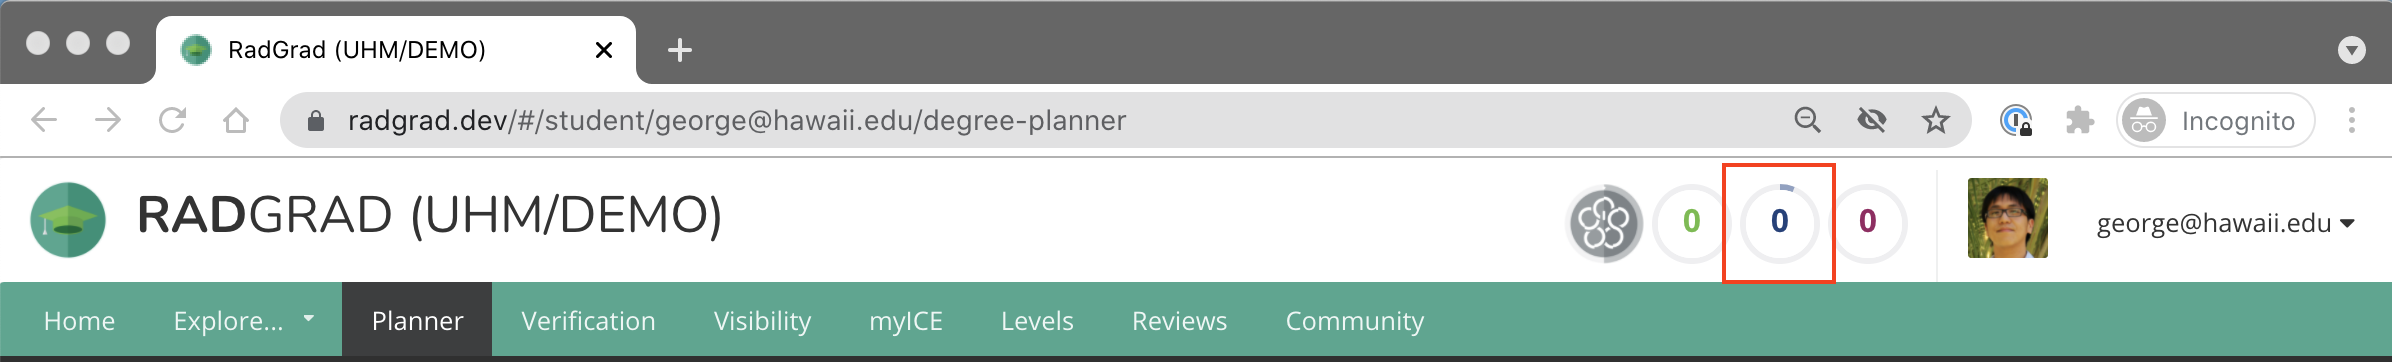 RadGrad (UHM/DEMO)
radgrad.dev/#/student/george@hawaii.edu/degree-planner
Incognito
RADGRAD (UHM/DEMO)
0 0 0
george@hawaii.edu
Home Explore... Planner Verification Visibility myICE Levels Reviews Community